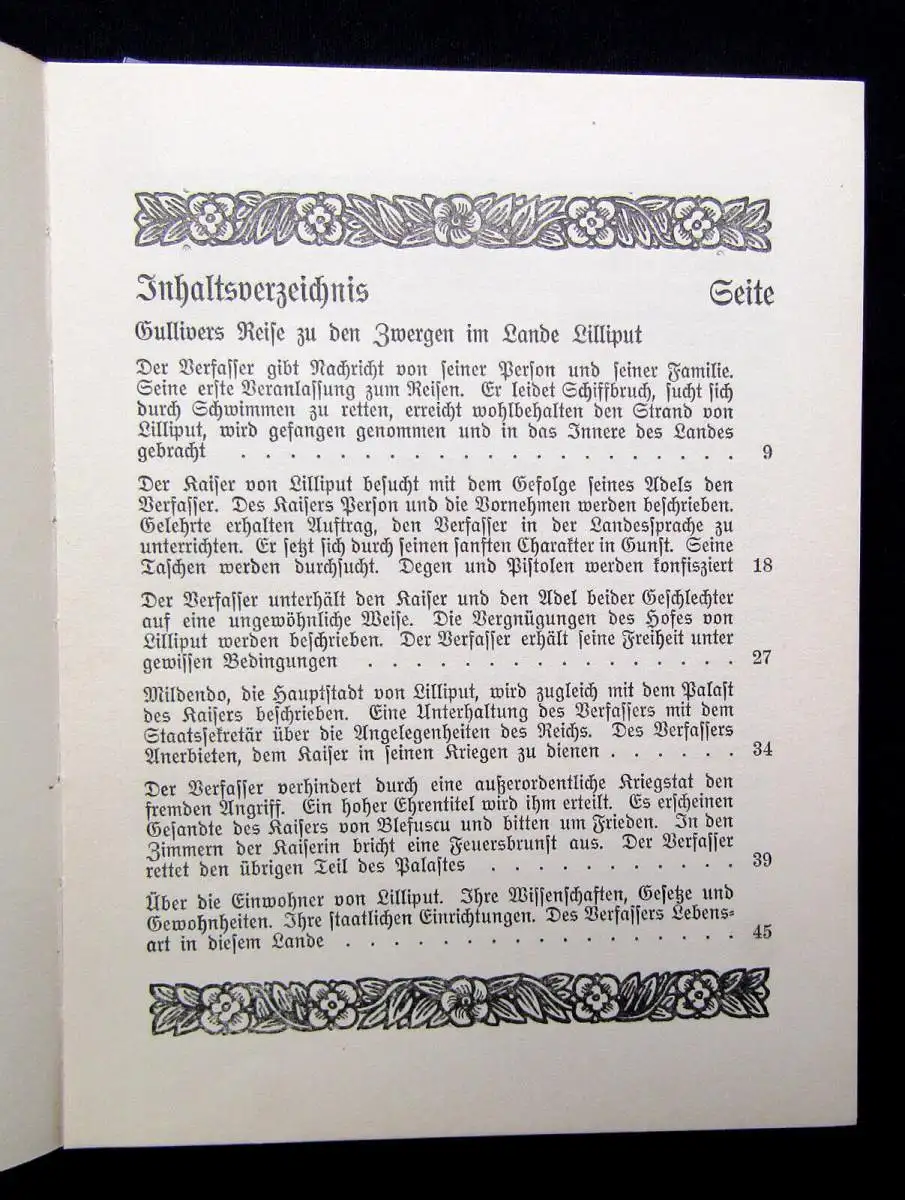 Inhaltsverzeichnis Seite
Gullivers Reise zu den Zwergen im Lande Lilliput
Der Verfasser gibt Nachricht von seiner Person und seiner Familie.
Seine erste Veranlassung zum Reisen. Er leidet Schiffbruch, sucht sich
durch Schwimmen zu retten, erreicht wohlbehalten den Strand von
Lilliput, wird gefangen genommen und in das Innere des Landes
gebracht . . . . . . . . . . . . . . . . . . . . . 9
Der Kaiser von Lilliput besucht mit dem Gefolge seines Adels den
Verfasser. Des Kaisers Person und die Vornehmen werden beschrieben.
Gelehrte erhalten Auftrag, den Verfasser in der Landessprache zu
unterrichten. Er setzt sich durch seinen sanften Charakter in Gunst. Seine
Taschen werden durchsucht. Degen und Pistolen werden konfisziert 18
Der Verfasser unterhält den Kaiser und den Adel beider Geschlechter
auf eine ungewöhnliche Weise. Die Vergnügungen des Hofes von
Lilliput werden beschrieben. Der Verfasser erhält seine Freiheit unter
gewissen Bedingungen . . . . . . . . . . . . . . . . 27
Mildendo, die Hauptstadt von Lilliput, wird zugleich mit dem Palast
des Kaisers beschrieben. Eine Unterhaltung des Verfassers mit dem
Staatssekretär über die Angelegenheiten des Reichs. Des Verfassers
Anerbieten, dem Kaiser in seinen Kriegen zu dienen . . . . . . 34
Der Verfasser verhindert durch eine außerordentliche Kriegstat den
fremden Angriff. Ein hoher Ehrentitel wird ihm erteilt. Es erscheinen
Gesandte des Kaisers von Blefuscu und bitten um Frieden. In den
Zimmern der Kaiserin bricht eine Feuersbrunst aus. Der Verfasser
rettet den übrigen Teil des Palastes . . . . . . . . . . . 39
Über die Einwohner von Lilliput. Ihre Wissenschaften, Gesetze und
Gewohnheiten. Ihre staatlichen Einrichtungen. Des Verfassers Lebens-
art in diesem Lande . . . . . . . . . . . . . . . . . 45